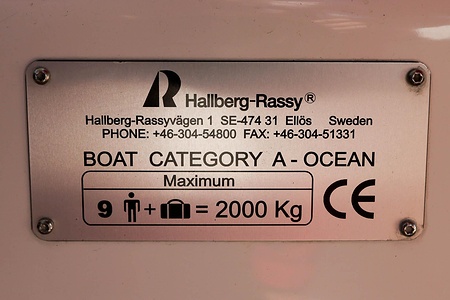 Hallberg-Rassy®
Hallberg-Rassyvägen 1 SE-474 31 Ellös Sweden
PHONE: +46-304-54800 FAX: +46-304-51331
BOAT CATEGORY A - OCEAN
Maximum
9 + = 2000 Kg
CE